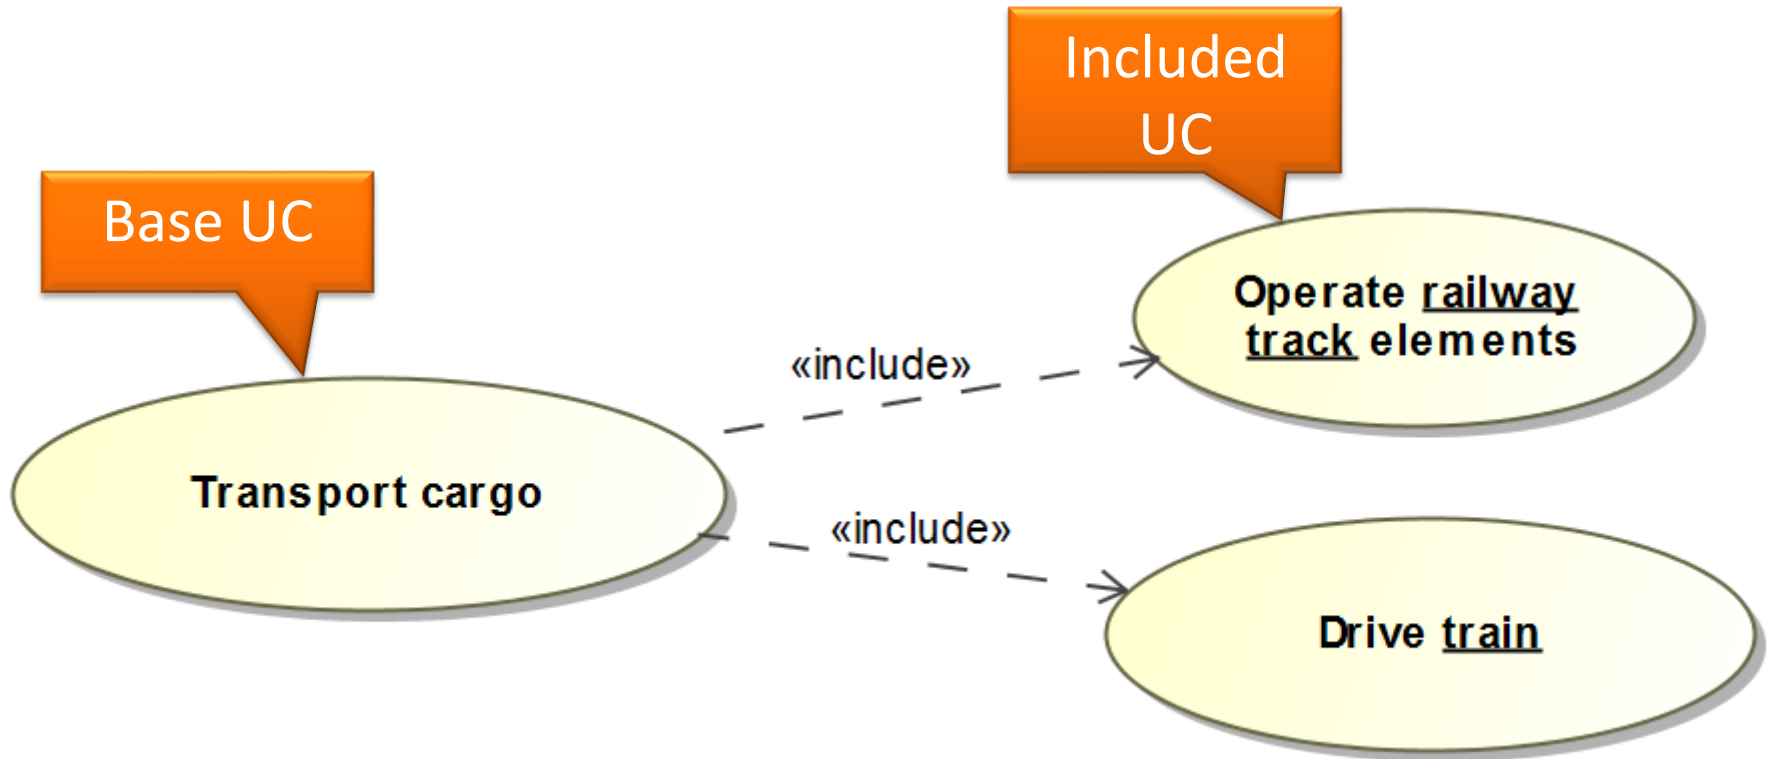 Included
UC
Base UC
Operate railway
track elements
«include»
Transport cargo
«include»
Drive train